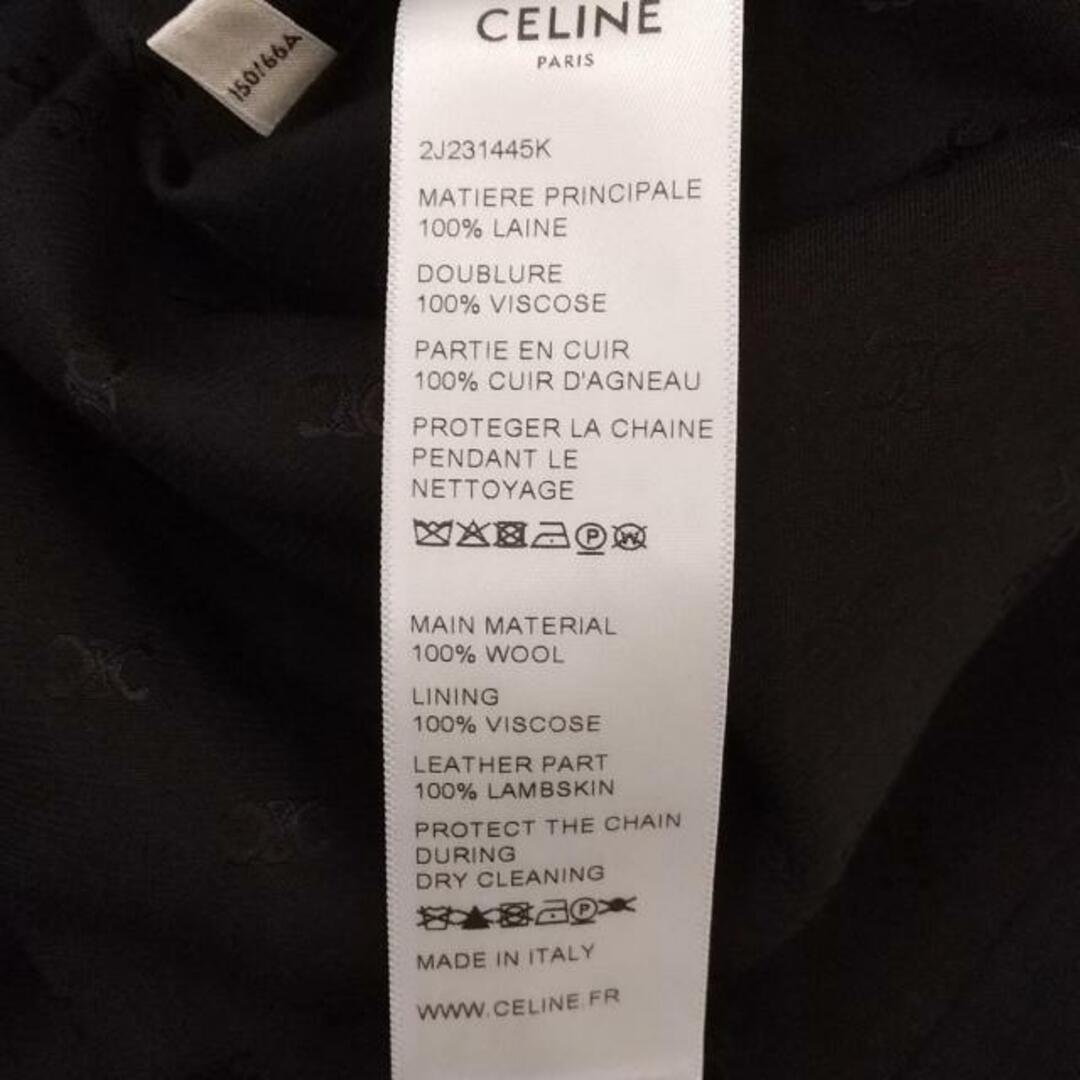 150/66A
CELINE
PARIS
2J231445K
MATIERE PRINCIPALE
100% LAINE
DOUBLURE
100% VISCOSE
PARTIE EN CUIR
100% CUIR D'AGNEAU
PROTEGER LA CHAINE
PENDANT LE
NETTOYAGE
P W
MAIN MATERIAL
100% WOOL
LINING
100% VISCOSE
LEATHER PART
100% LAMBSKIN
PROTECT THE CHAIN
DURING
DRY CLEANING
P
MADE IN ITALY
WWW.CELINE.FR